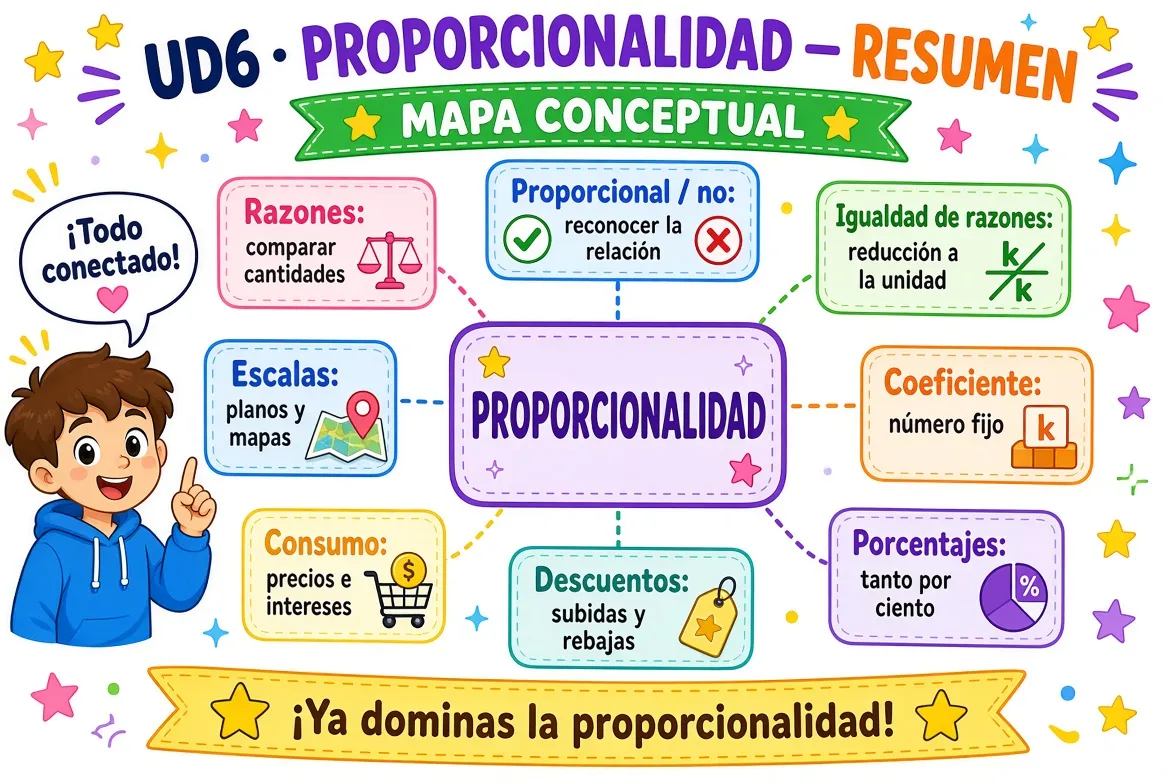 UD6 · PROPORCIONALIDAD – RESUMEN
MAPA CONCEPTUAL
¡Todo
conectado!
Razones:
comparar
cantidades
Proporcional / no:
reconocer la
relación
Igualdad de razones:
reducción a
la unidad
k/k
Escalas:
planos y
mapas
PROPORCIONALIDAD
Coeficiente:
número fijo
k
Consumo:
precios e
intereses
$
Descuentos:
subidas y
rebajas
Porcentajes:
tanto por
ciento
%
¡Ya dominas la proporcionalidad!